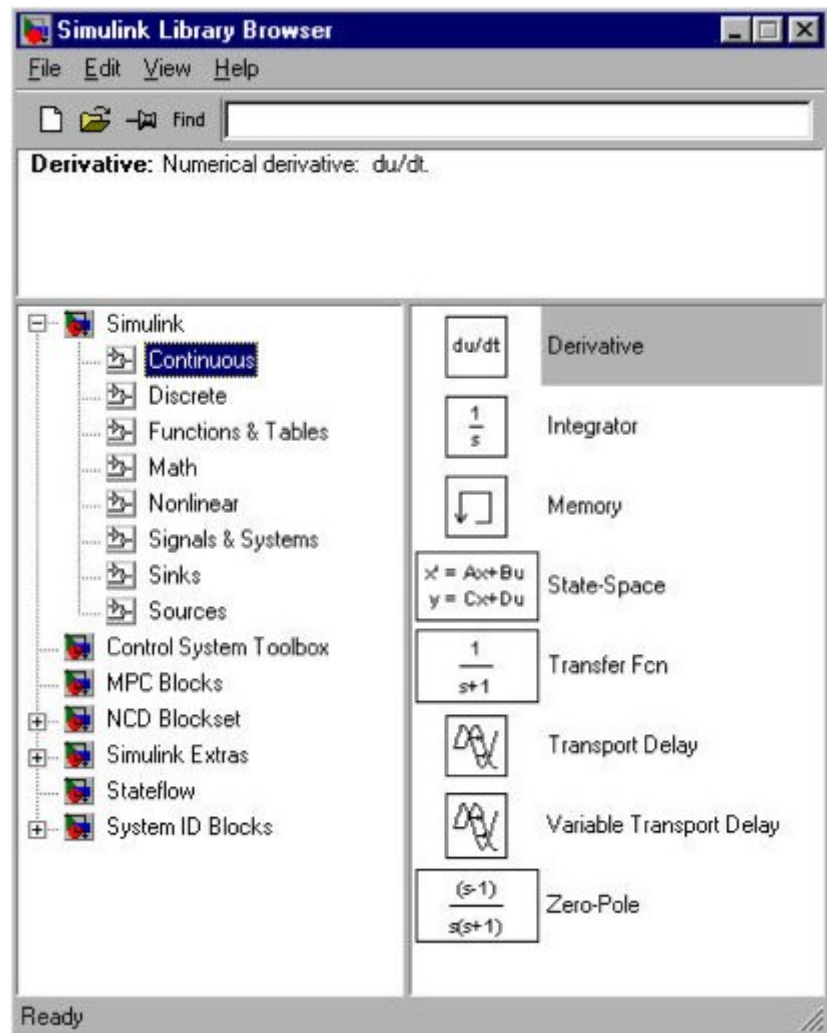 Simulink Library Browser
File Edit View Help
Find
Derivative: Numerical derivative: du/dt.
Simulink
Continuous
Discrete
Functions & Tables
Math
Nonlinear
Signals & Systems
Sinks
Sources
Control System Toolbox
MPC Blocks
NCD Blockset
Simulink Extras
Stateflow
System ID Blocks
du/dt Derivative
1
s
Integrator
Memory
x' = Ax+Bu
y = Cx+Du
State-Space
1
s+1
Transfer Fcn
Transport Delay
Variable Transport Delay
(s-1)
s(s+1)
Zero-Pole
Ready